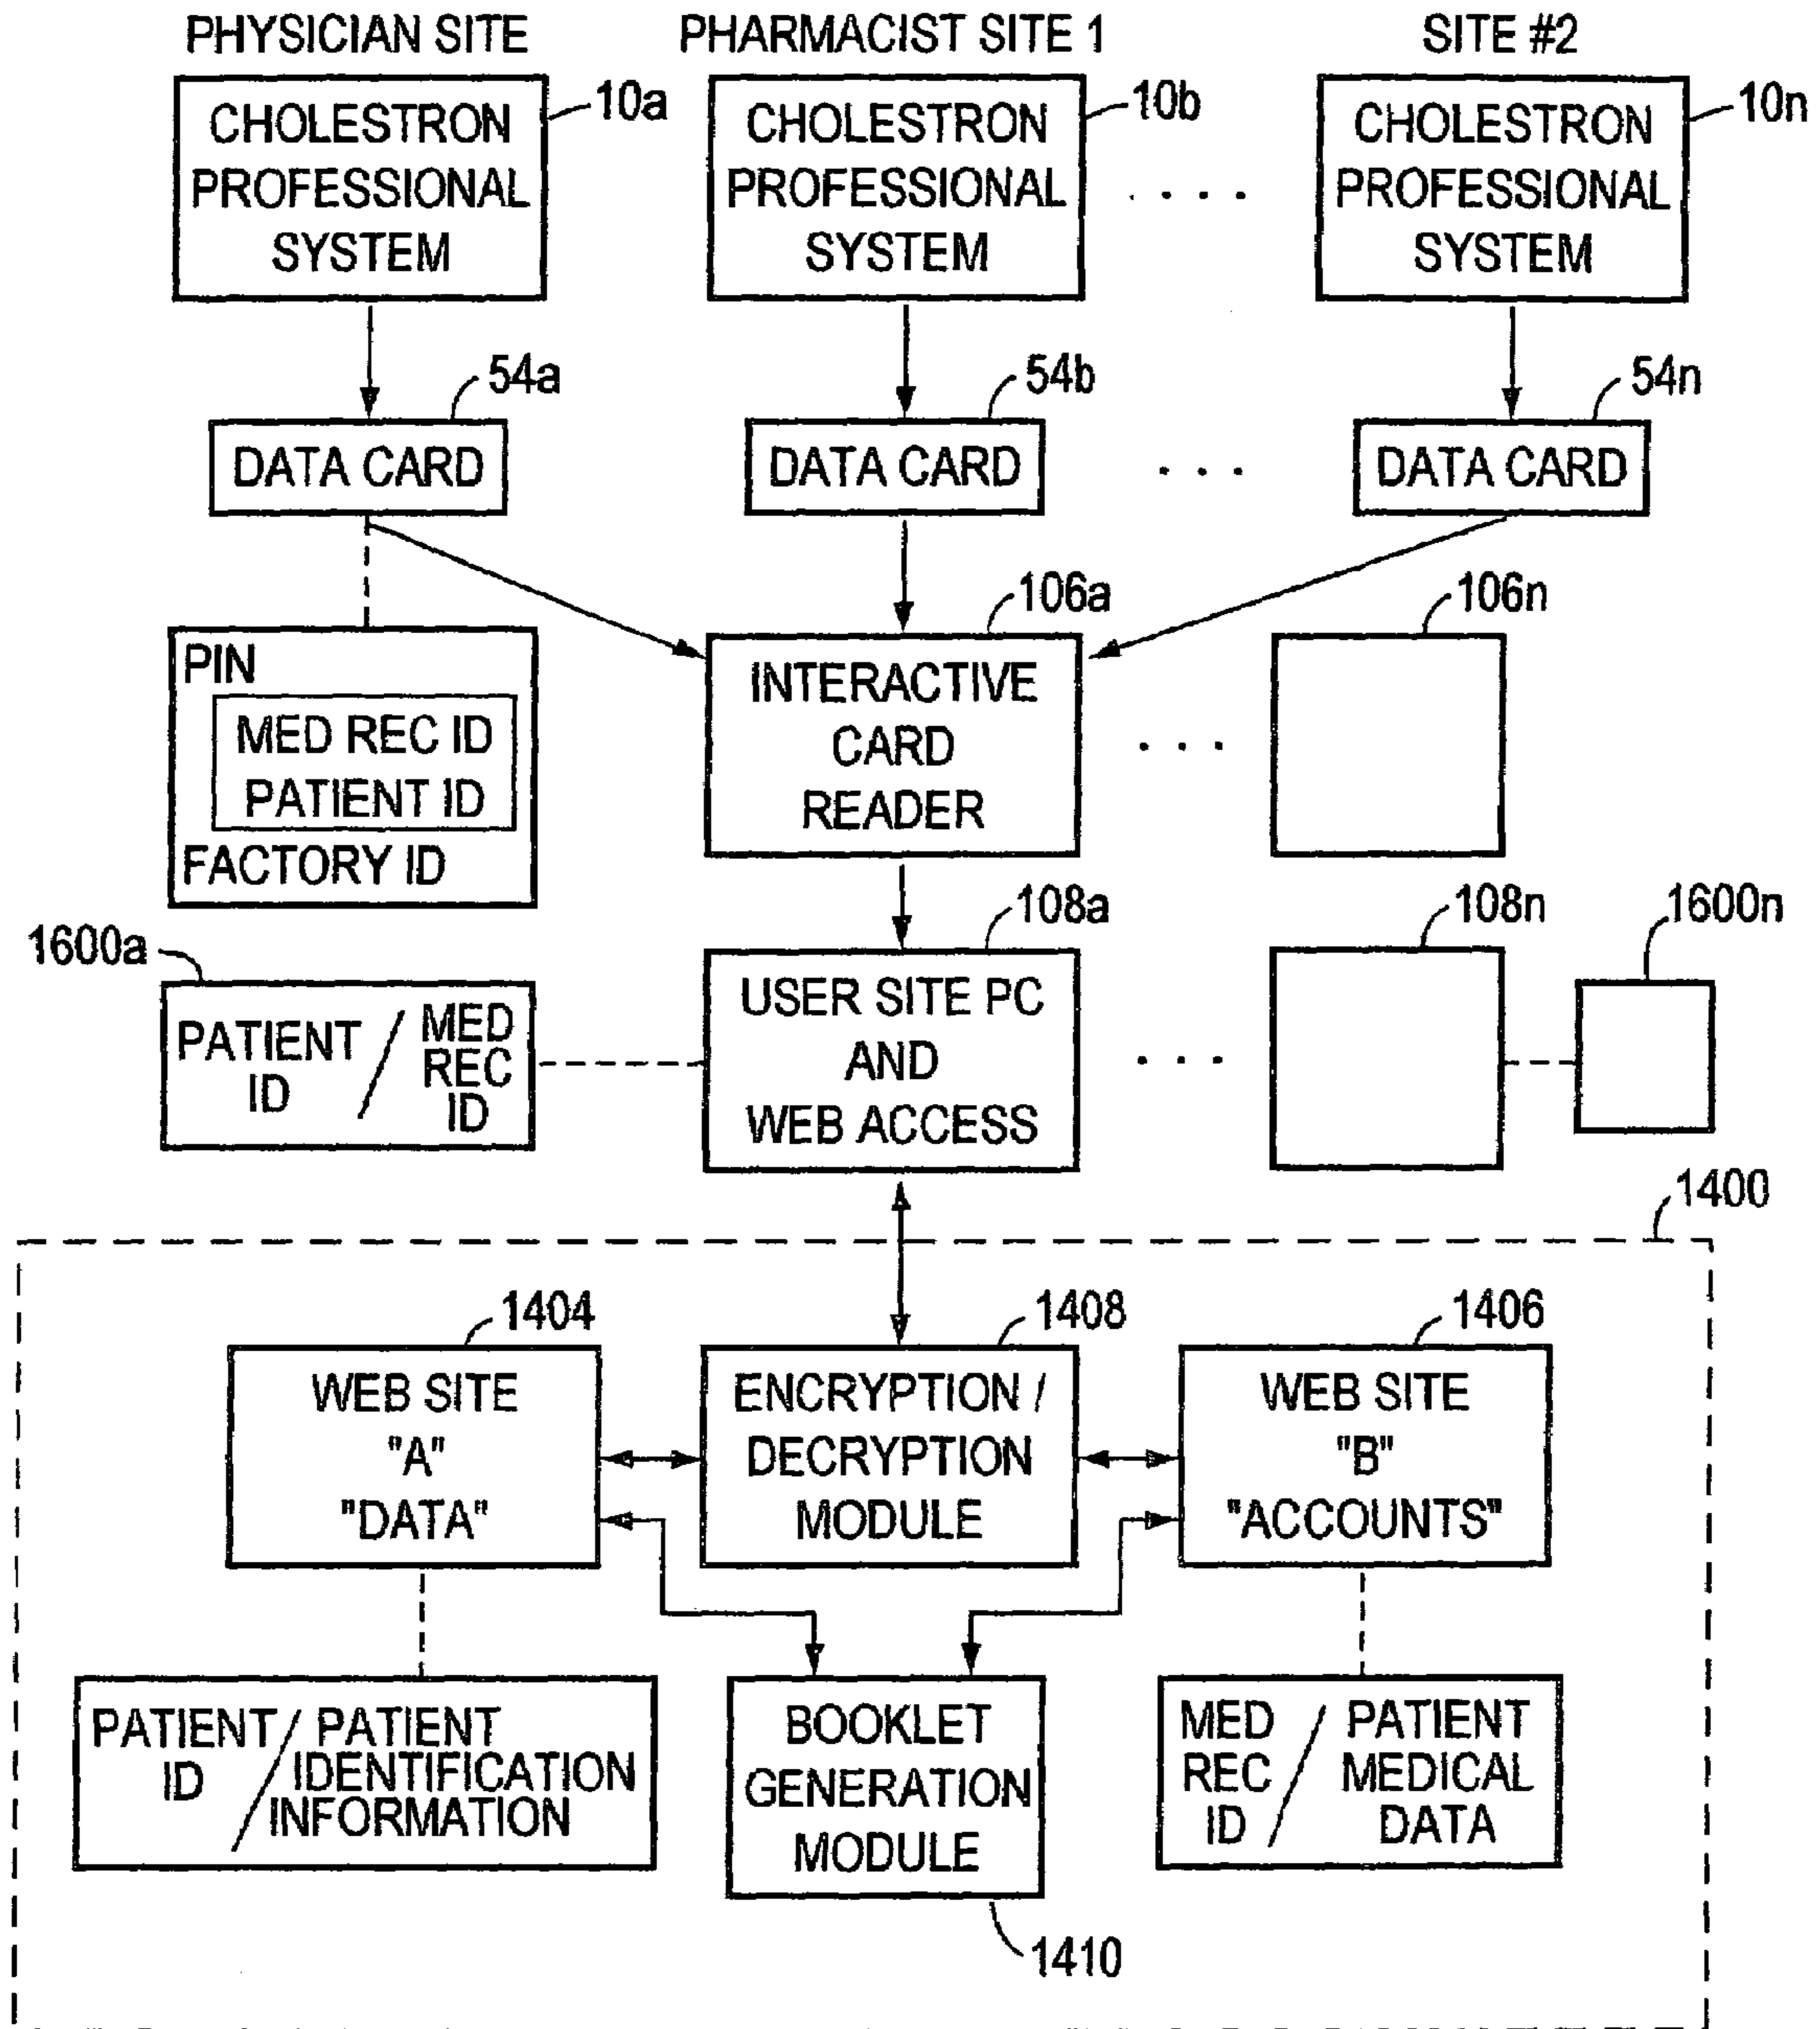 PHYSICIAN SITE
PHARMACIST SITE 1
SITE #2
10a
10b
10n
CHOLESTRON
PROFESSIONAL
SYSTEM
CHOLESTRON
PROFESSIONAL
SYSTEM
. . . .
CHOLESTRON
PROFESSIONAL
SYSTEM
54a
54b
54n
DATA CARD
DATA CARD
. . .
DATA CARD
106a
106n
PIN
MED REC ID
PATIENT ID
FACTORY ID
INTERACTIVE
CARD
READER
. . .
1600a
108a
108n
1600n
PATIENT
ID
/
MED
REC
ID
USER SITE PC
AND
WEB ACCESS
. . .
1400
1404
1408
1406
WEB SITE
"A"
"DATA"
ENCRYPTION /
DECRYPTION
MODULE
WEB SITE
"B"
"ACCOUNTS"
PATIENT
ID
/
PATIENT
IDENTIFICATION
INFORMATION
BOOKLET
GENERATION
MODULE
MED
REC
ID
/
PATIENT
MEDICAL
DATA
1410